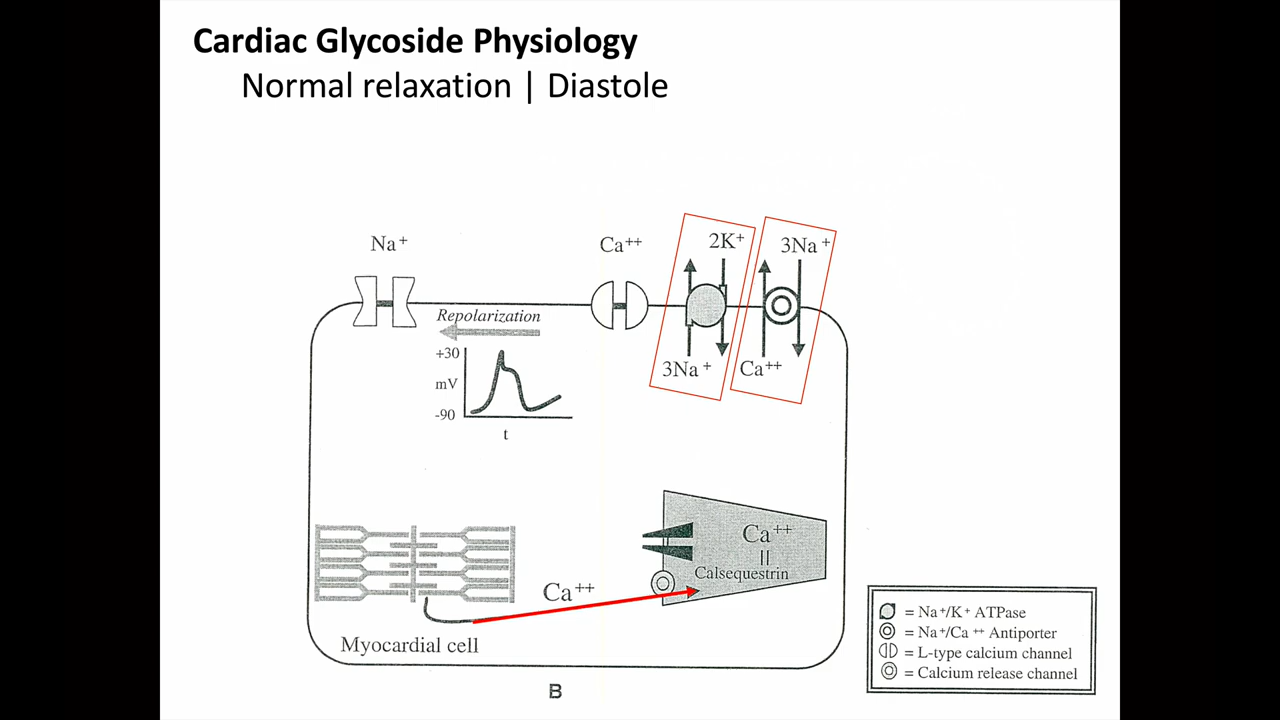 Cardiac Glycoside Physiology
Normal relaxation | Diastole
Na+
Ca++
2K+
3Na+
Repolarization
+30
mV
-90
t
3Na+
Ca++
Ca++
Calsequestrin
Ca++
Myocardial cell
B
= Na+/K+ ATPase
= Na+/Ca++ Antiporter
= L-type calcium channel
= Calcium release channel